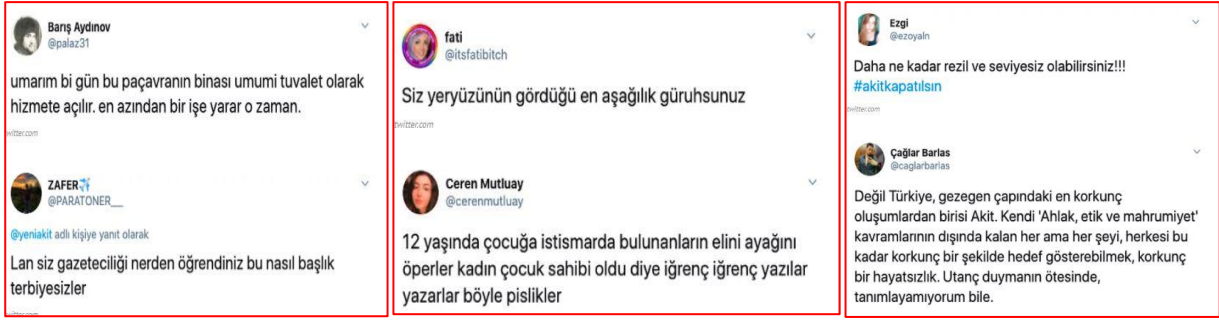 Barış Aydınov
@palaz31
umarım bi gün bu paçavranın binası umumi tuvalet olarak
hizmete açılır. en azından bir işe yarar o zaman.
witter.com
ZAFER✈️
@PARATONER__
@yeniakit adlı kişiye yanıt olarak
Lan siz gazeteciliği nerden öğrendiniz bu nasıl başlık
terbiyesizler
witter.com
fati
@itsfatibitch
Siz yeryüzünün gördüğü en aşağılık güruhsunuz
twitter.com
Ceren Mutluay
@cerenmutluay
12 yaşında çocuğa istismarda bulunanların elini ayağını
öperler kadın çocuk sahibi oldu diye iğrenç iğrenç yazılar
yazarlar böyle pislikler
Ezgi
@ezoyaln
Daha ne kadar rezil ve seviyesiz olabilirsiniz!!!
#akitkapatılsın
witter.com
Çağlar Barlas
@caglarbarlas
Değil Türkiye, gezegen çapındaki en korkunç
oluşumlardan birisi Akit. Kendi 'Ahlak, etik ve mahrumiyet'
kavramlarının dışında kalan her ama her şeyi, herkesi bu
kadar korkunç bir şekilde hedef gösterebilmek, korkunç
bir hayatsızlık. Utanç duymanın ötesinde,
tanımlayamıyorum bile.